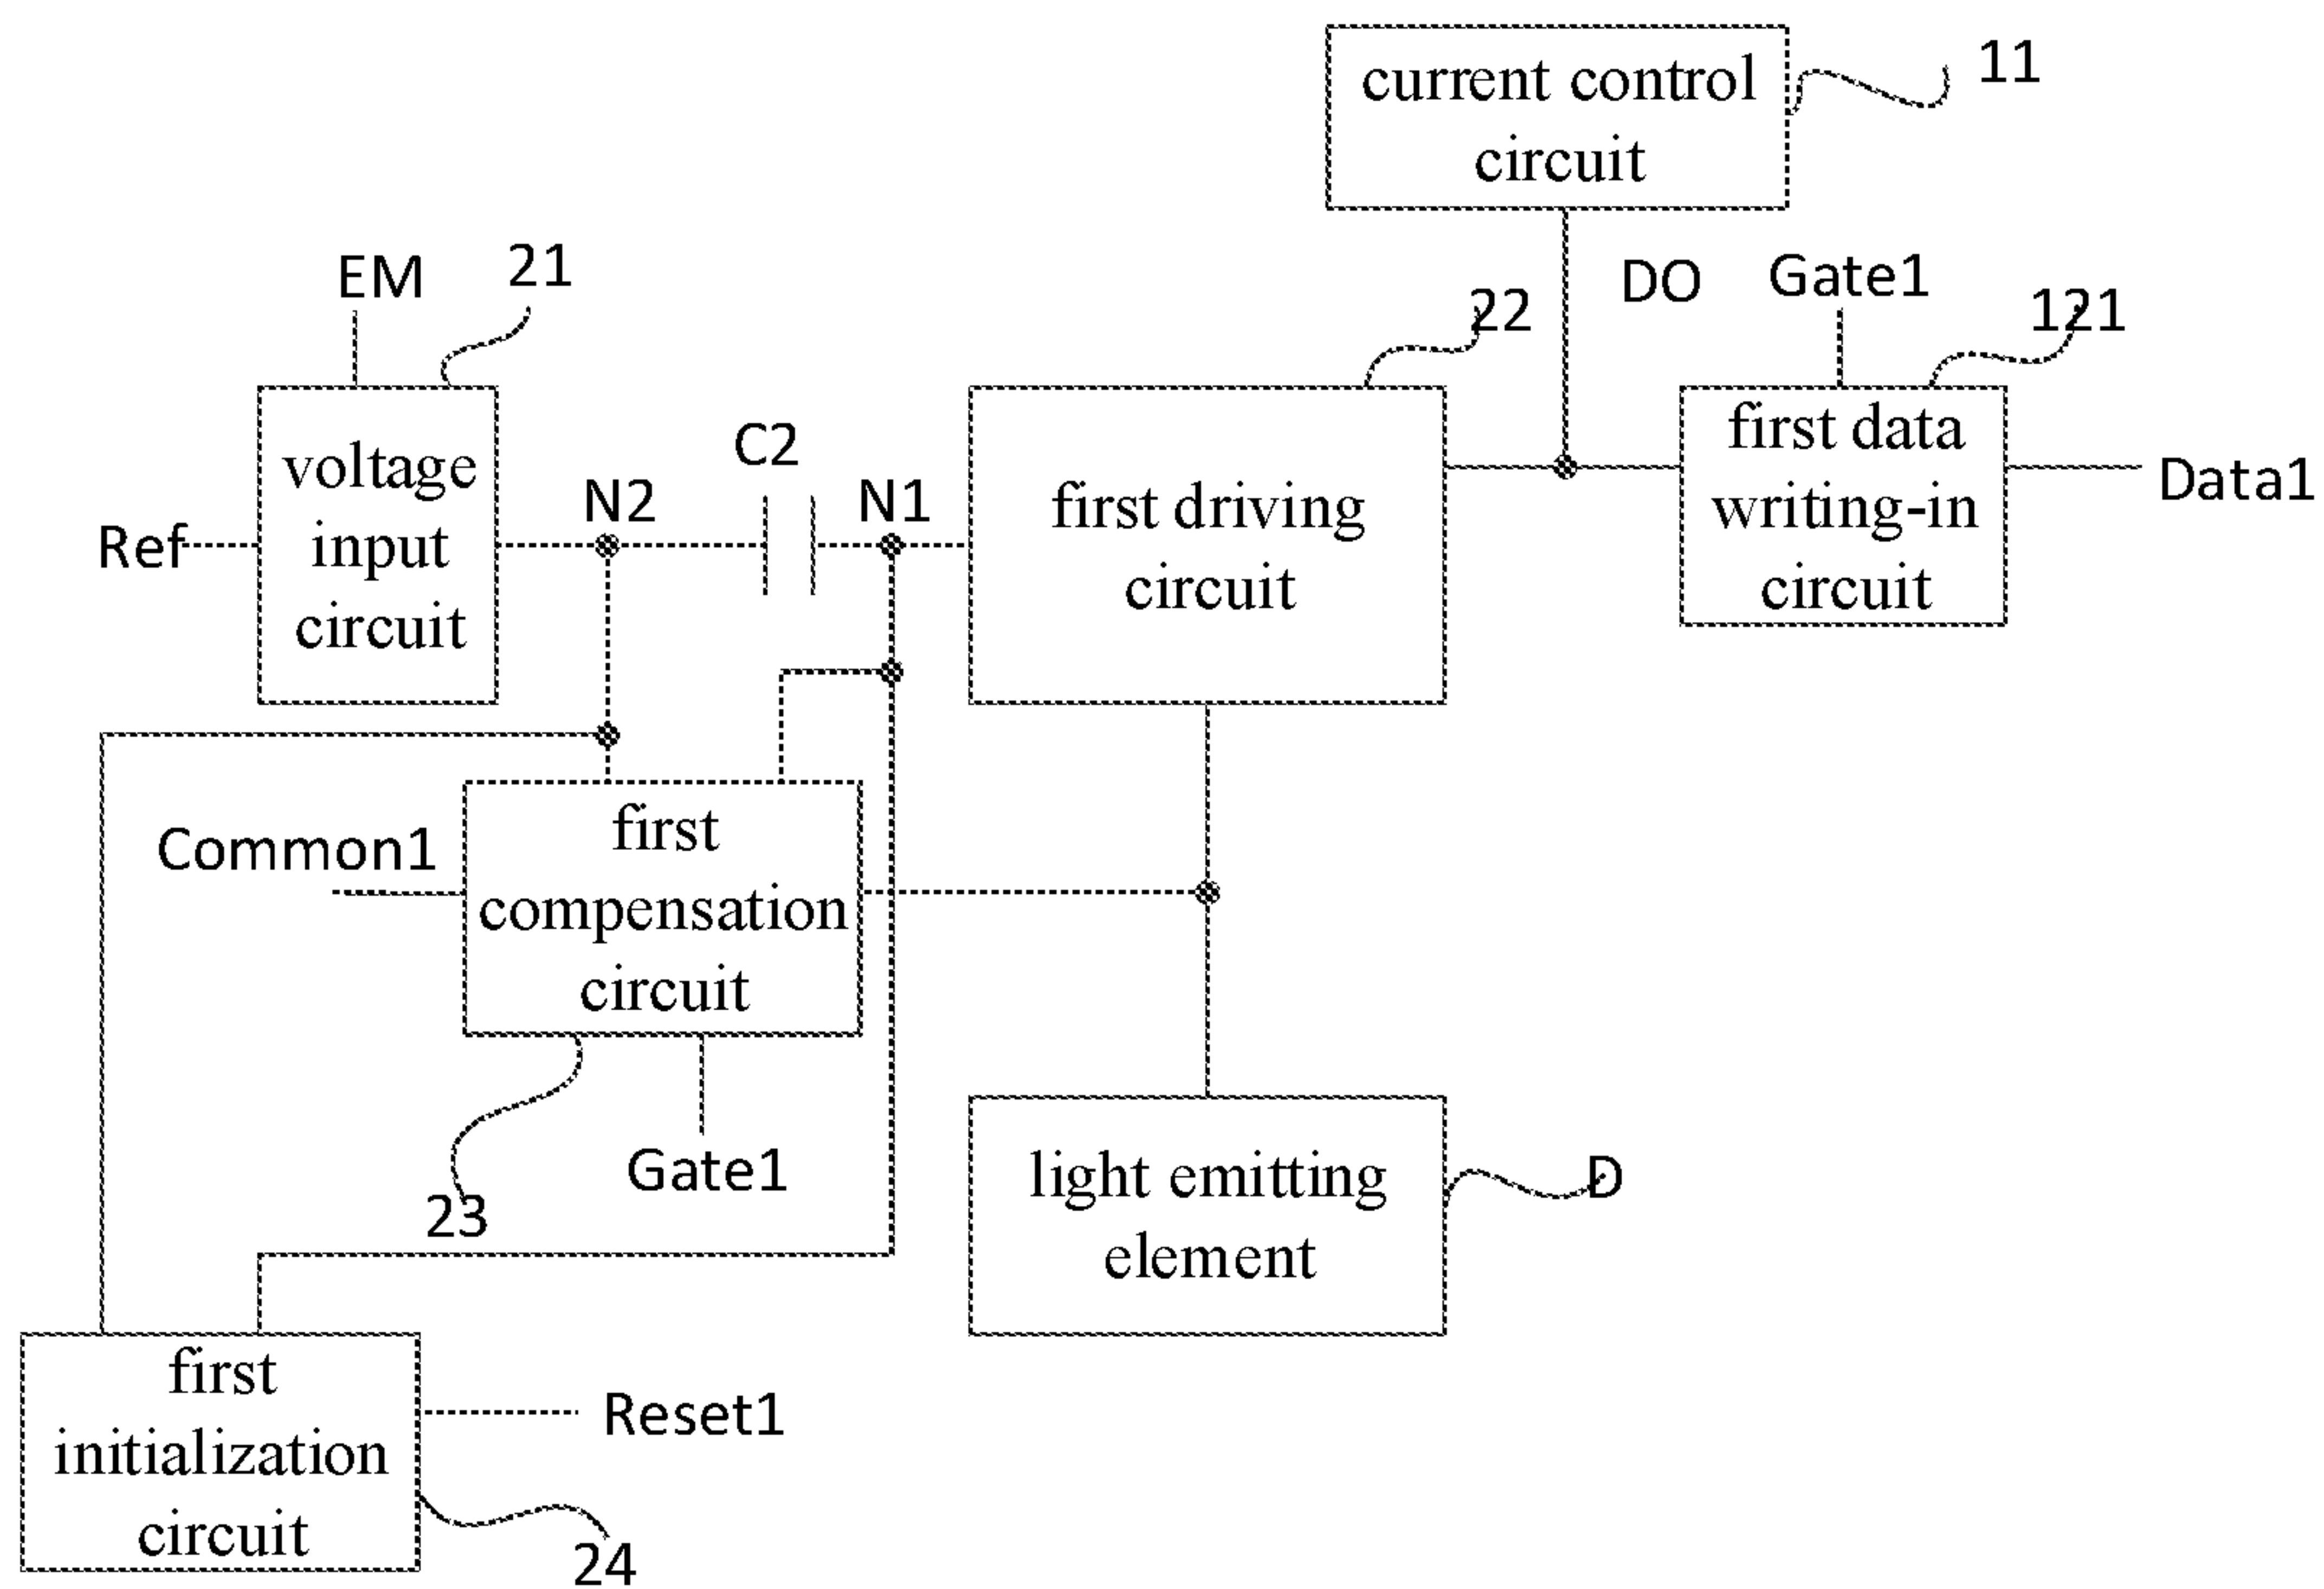 current control
circuit
11
EM
21
DO
Gate1
22
121
voltage
input
circuit
Ref
N2
C2
N1
first driving
circuit
first data
writing-in
circuit
Data1
Common1
first
compensation
circuit
Gate1
23
light emitting
element
D
first
initialization
circuit
Reset1
24